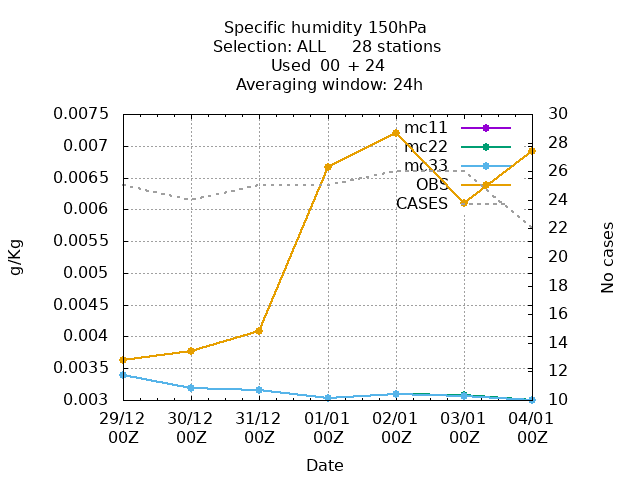 Specific humidity 150hPa
Selection: ALL 28 stations
Used 00 + 24
Averaging window: 24h
0.0075
0.007
0.0065
0.006
0.0055
0.005
0.0045
0.004
0.0035
0.003
g/Kg
30
28
26
24
22
20
18
16
14
12
10
No cases
mc11
mc22
mc33
OBS
CASES
29/12 30/12 31/12 01/01 02/01 03/01 04/01
00Z 00Z 00Z 00Z 00Z 00Z 00Z
Date